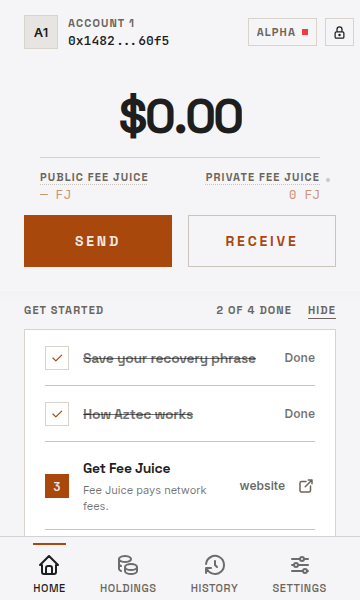 A1
ACCOUNT 1
0x1482...60f5
ALPHA
$0.00
PUBLIC FEE JUICE
PRIVATE FEE JUICE
— FJ
0 FJ
SEND
RECEIVE
GET STARTED
2 OF 4 DONE
HIDE
Save your recovery phrase
Done
How Aztec works
Done
3
Get Fee Juice
Fee Juice pays network
fees.
website
HOME
HOLDINGS
HISTORY
SETTINGS